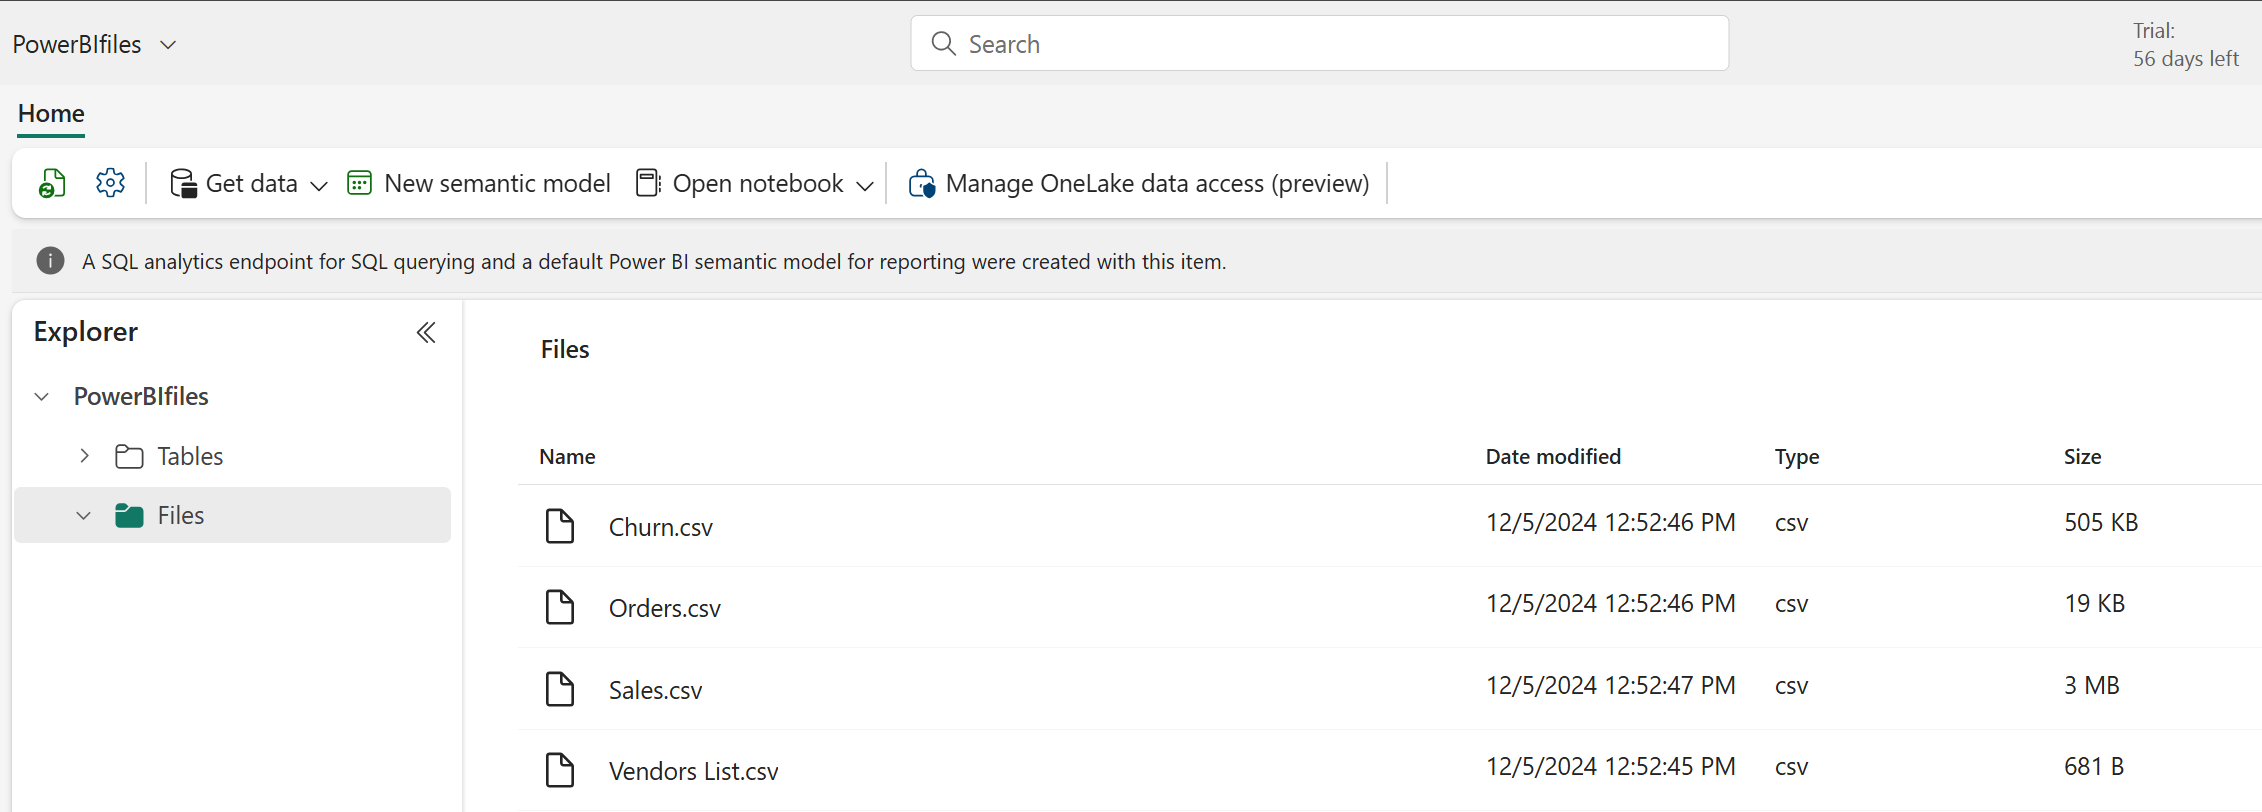 PowerBIfiles
Search
Trial:
56 days left
Home
Get data
New semantic model
Open notebook
Manage OneLake data access (preview)
A SQL analytics endpoint for SQL querying and a default Power BI semantic model for reporting were created with this item.
Explorer
PowerBIfiles
Tables
Files
Files
Name Date modified Type Size
Churn.csv 12/5/2024 12:52:46 PM csv 505 KB
Orders.csv 12/5/2024 12:52:46 PM csv 19 KB
Sales.csv 12/5/2024 12:52:47 PM csv 3 MB
Vendors List.csv 12/5/2024 12:52:45 PM csv 681 B